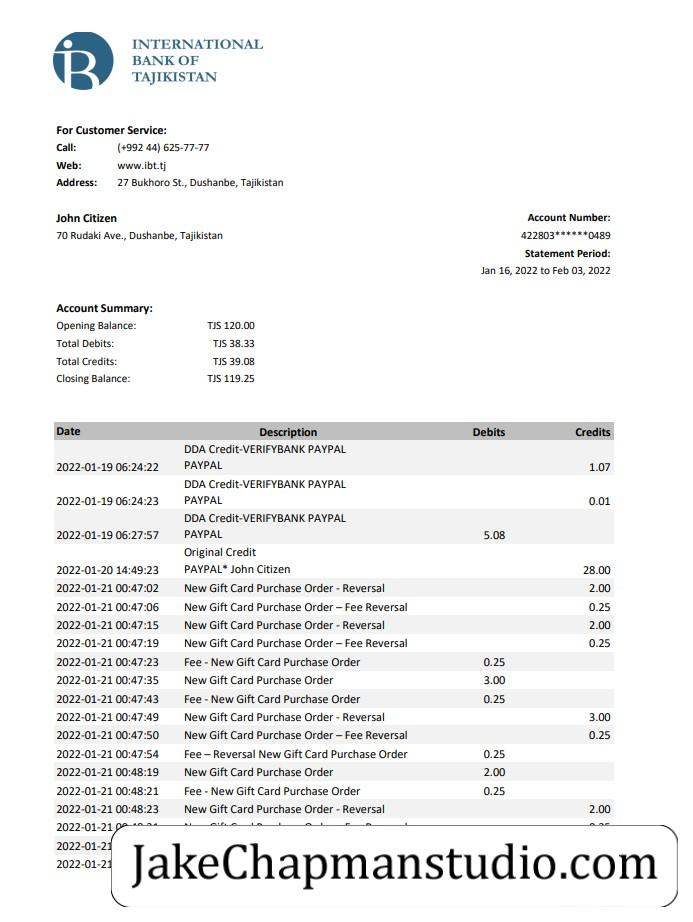 INTERNATIONAL
BANK OF
TAJIKISTAN
For Customer Service:
Call: (+992 44) 625-77-77
Web: www.ibt.tj
Address: 27 Bukhoro St., Dushanbe, Tajikistan
John Citizen Account Number:
70 Rudaki Ave., Dushanbe, Tajikistan 422803******0489
Statement Period:
Jan 16, 2022 to Feb 03, 2022
Account Summary:
Opening Balance: TJS 120.00
Total Debits: TJS 38.33
Total Credits: TJS 39.08
Closing Balance: TJS 119.25
Date Description Debits Credits
DDA Credit-VERIFYBANK PAYPAL
2022-01-19 06:24:22 PAYPAL 1.07
DDA Credit-VERIFYBANK PAYPAL
2022-01-19 06:24:23 PAYPAL 0.01
DDA Credit-VERIFYBANK PAYPAL
2022-01-19 06:27:57 PAYPAL 5.08
Original Credit
2022-01-20 14:49:23 PAYPAL* John Citizen 28.00
2022-01-21 00:47:02 New Gift Card Purchase Order - Reversal 2.00
2022-01-21 00:47:06 New Gift Card Purchase Order – Fee Reversal 0.25
2022-01-21 00:47:15 New Gift Card Purchase Order - Reversal 2.00
2022-01-21 00:47:19 New Gift Card Purchase Order – Fee Reversal 0.25
2022-01-21 00:47:23 Fee - New Gift Card Purchase Order 0.25
2022-01-21 00:47:35 New Gift Card Purchase Order 3.00
2022-01-21 00:47:43 Fee - New Gift Card Purchase Order 0.25
2022-01-21 00:47:49 New Gift Card Purchase Order - Reversal 3.00
2022-01-21 00:47:50 New Gift Card Purchase Order – Fee Reversal 0.25
2022-01-21 00:47:54 Fee – Reversal New Gift Card Purchase Order 0.25
2022-01-21 00:48:19 New Gift Card Purchase Order 2.00
2022-01-21 00:48:21 Fee - New Gift Card Purchase Order 0.25
2022-01-21 00:48:23 New Gift Card Purchase Order - Reversal 2.00
2022-01-21
2022-01-21
2022-01-21
JakeChapmanstudio.com